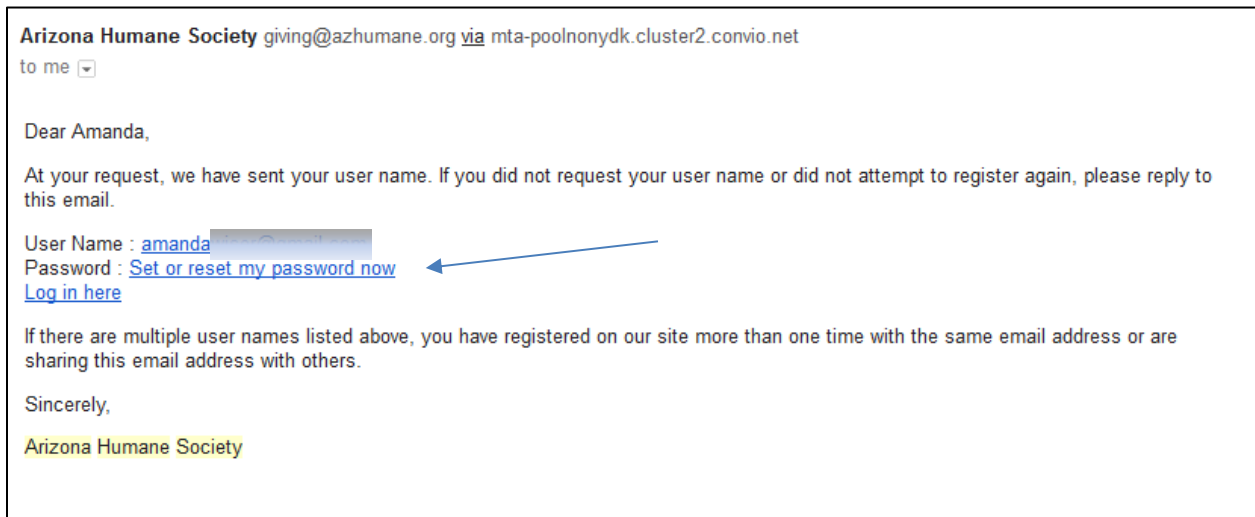 Arizona Humane Society giving@azhumane.org via mta-poolnonydk.cluster2.convio.net
to me
Dear Amanda,
At your request, we have sent your user name. If you did not request your user name or did not attempt to register again, please reply to
this email.
User Name : amanda
Password : Set or reset my password now
Log in here
If there are multiple user names listed above, you have registered on our site more than one time with the same email address or are
sharing this email address with others.
Sincerely,
Arizona Humane Society